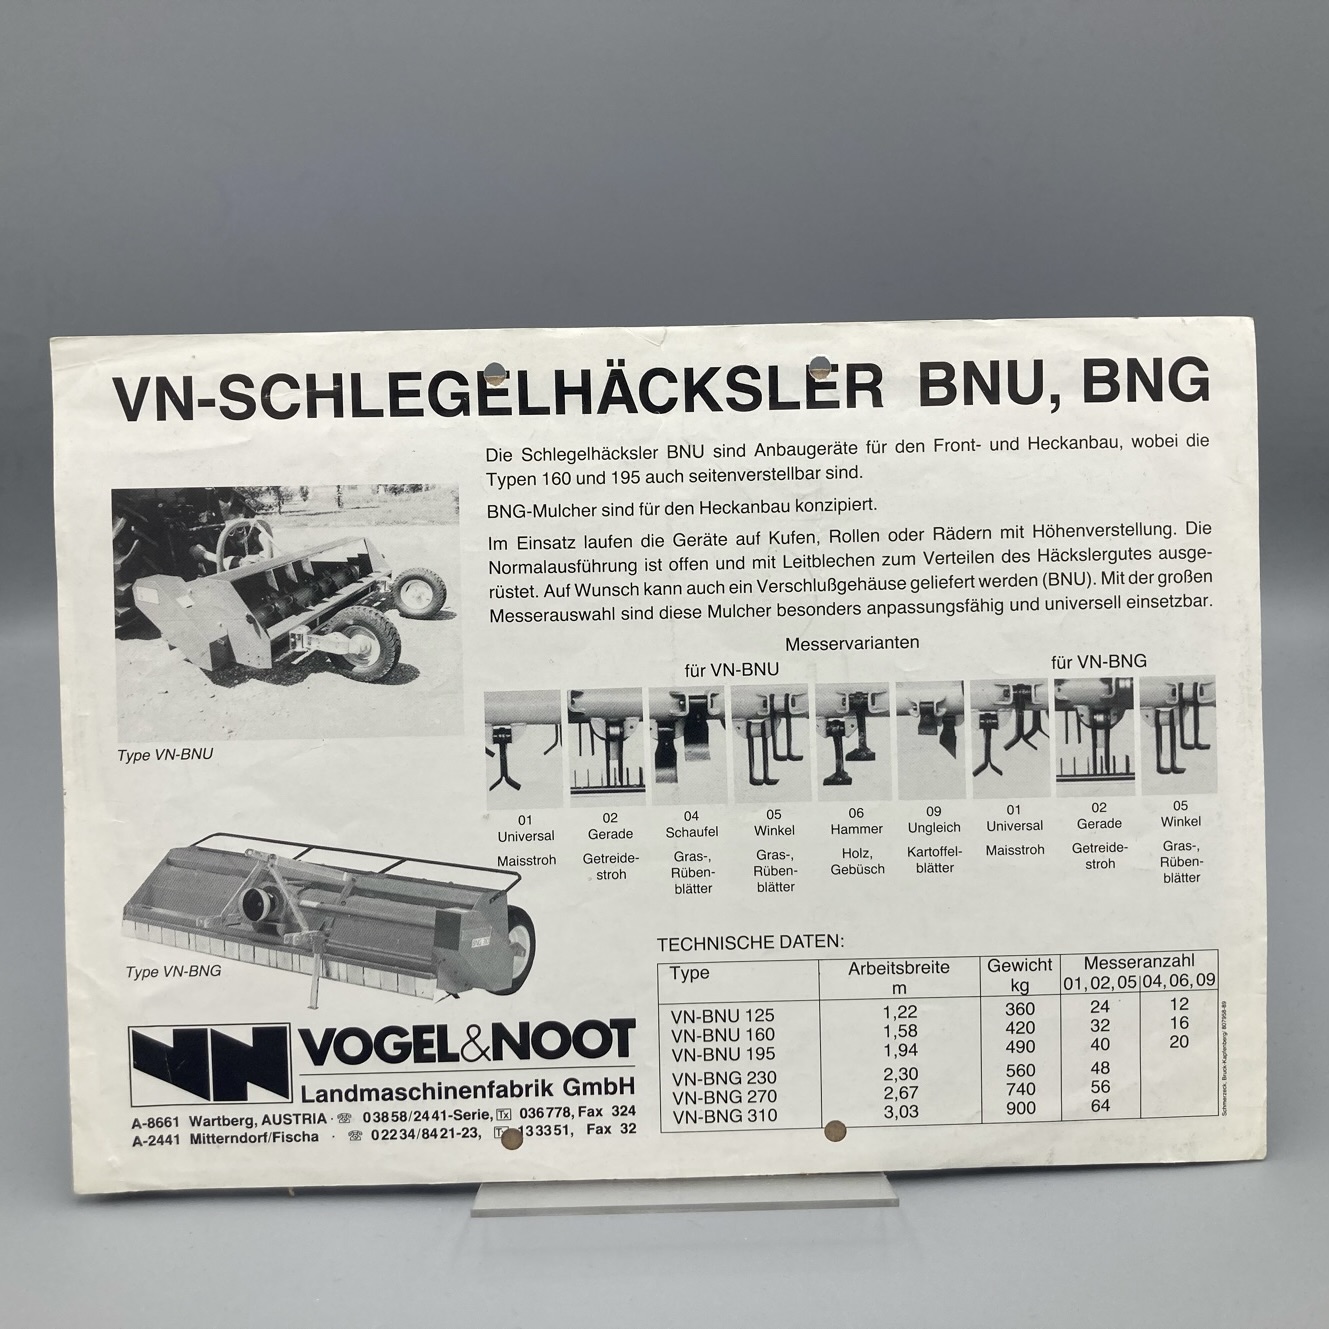 VN-SCHLEGELHÄCKSLER BNU, BNG
Die Schlegelhäcksler BNU sind Anbaugeräte für den Front- und Heckanbau, wobei die
Typen 160 und 195 auch seitenverstellbar sind.
BNG-Mulcher sind für den Heckanbau konzipiert.
Im Einsatz laufen die Geräte auf Kufen, Rollen oder Rädern mit Höhenverstellung. Die
Normalausführung ist offen und mit Leitblechen zum Verteilen des Häckslergutes ausge-
rüstet. Auf Wunsch kann auch ein Verschlußgehäuse geliefert werden (BNU). Mit der großen
Messerauswahl sind diese Mulcher besonders anpassungsfähig und universell einsetzbar.
Type VN-BNU
Messervarianten
für VN-BNU für VN-BNG
01 02 04 05 06 09 01 02 05
Universal Gerade Schaufel Winkel Hammer Ungleich Universal Gerade Winkel
Maisstroh Getreide- Gras-, Gras-, Holz, Kartoffel- Maisstroh Getreide- Gras-,
stroh Rüben- Rüben- Gebüsch blätter stroh Rüben-
blätter blätter blätter
Type VN-BNG
TECHNISCHE DATEN:
Type Arbeitsbreite Gewicht Messeranzahl
m kg 01, 02, 05 04, 06, 09
VN-BNU 125 1,22 360 24 12
VN-BNU 160 1,58 420 32 16
VN-BNU 195 1,94 490 40 20
VN-BNG 230 2,30 560 48
VN-BNG 270 2,67 740 56
VN-BNG 310 3,03 900 64
VN VOGEL&NOOT
Landmaschinenfabrik GmbH
A-8661 Wartberg, AUSTRIA · ☏ 03858/2441-Serie, Tx 036778, Fax 324
A-2441 Mitterndorf/Fischa · ☏ 02234/8421-23, 133351, Fax 32